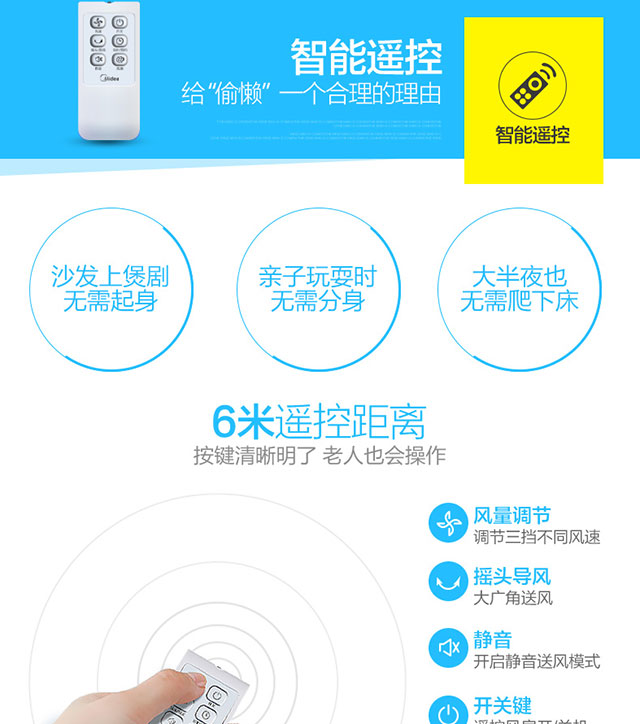 Midea
智能遥控
给"偷懒"一个合理的理由
智能遥控
沙发上煲剧
无需起身
亲子玩耍时
无需分身
大半夜也
无需爬下床
6米遥控距离
按键清晰明了 老人也会操作
风量调节
调节三挡不同风速
摇头导风
大广角送风
静音
开启静音送风模式
开关键